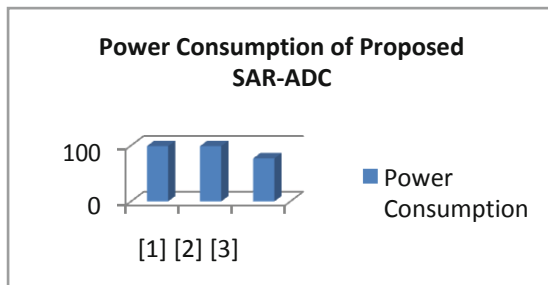 Power Consumption of Proposed
SAR-ADC
100
0
[1] [2] [3]
Power
Consumption